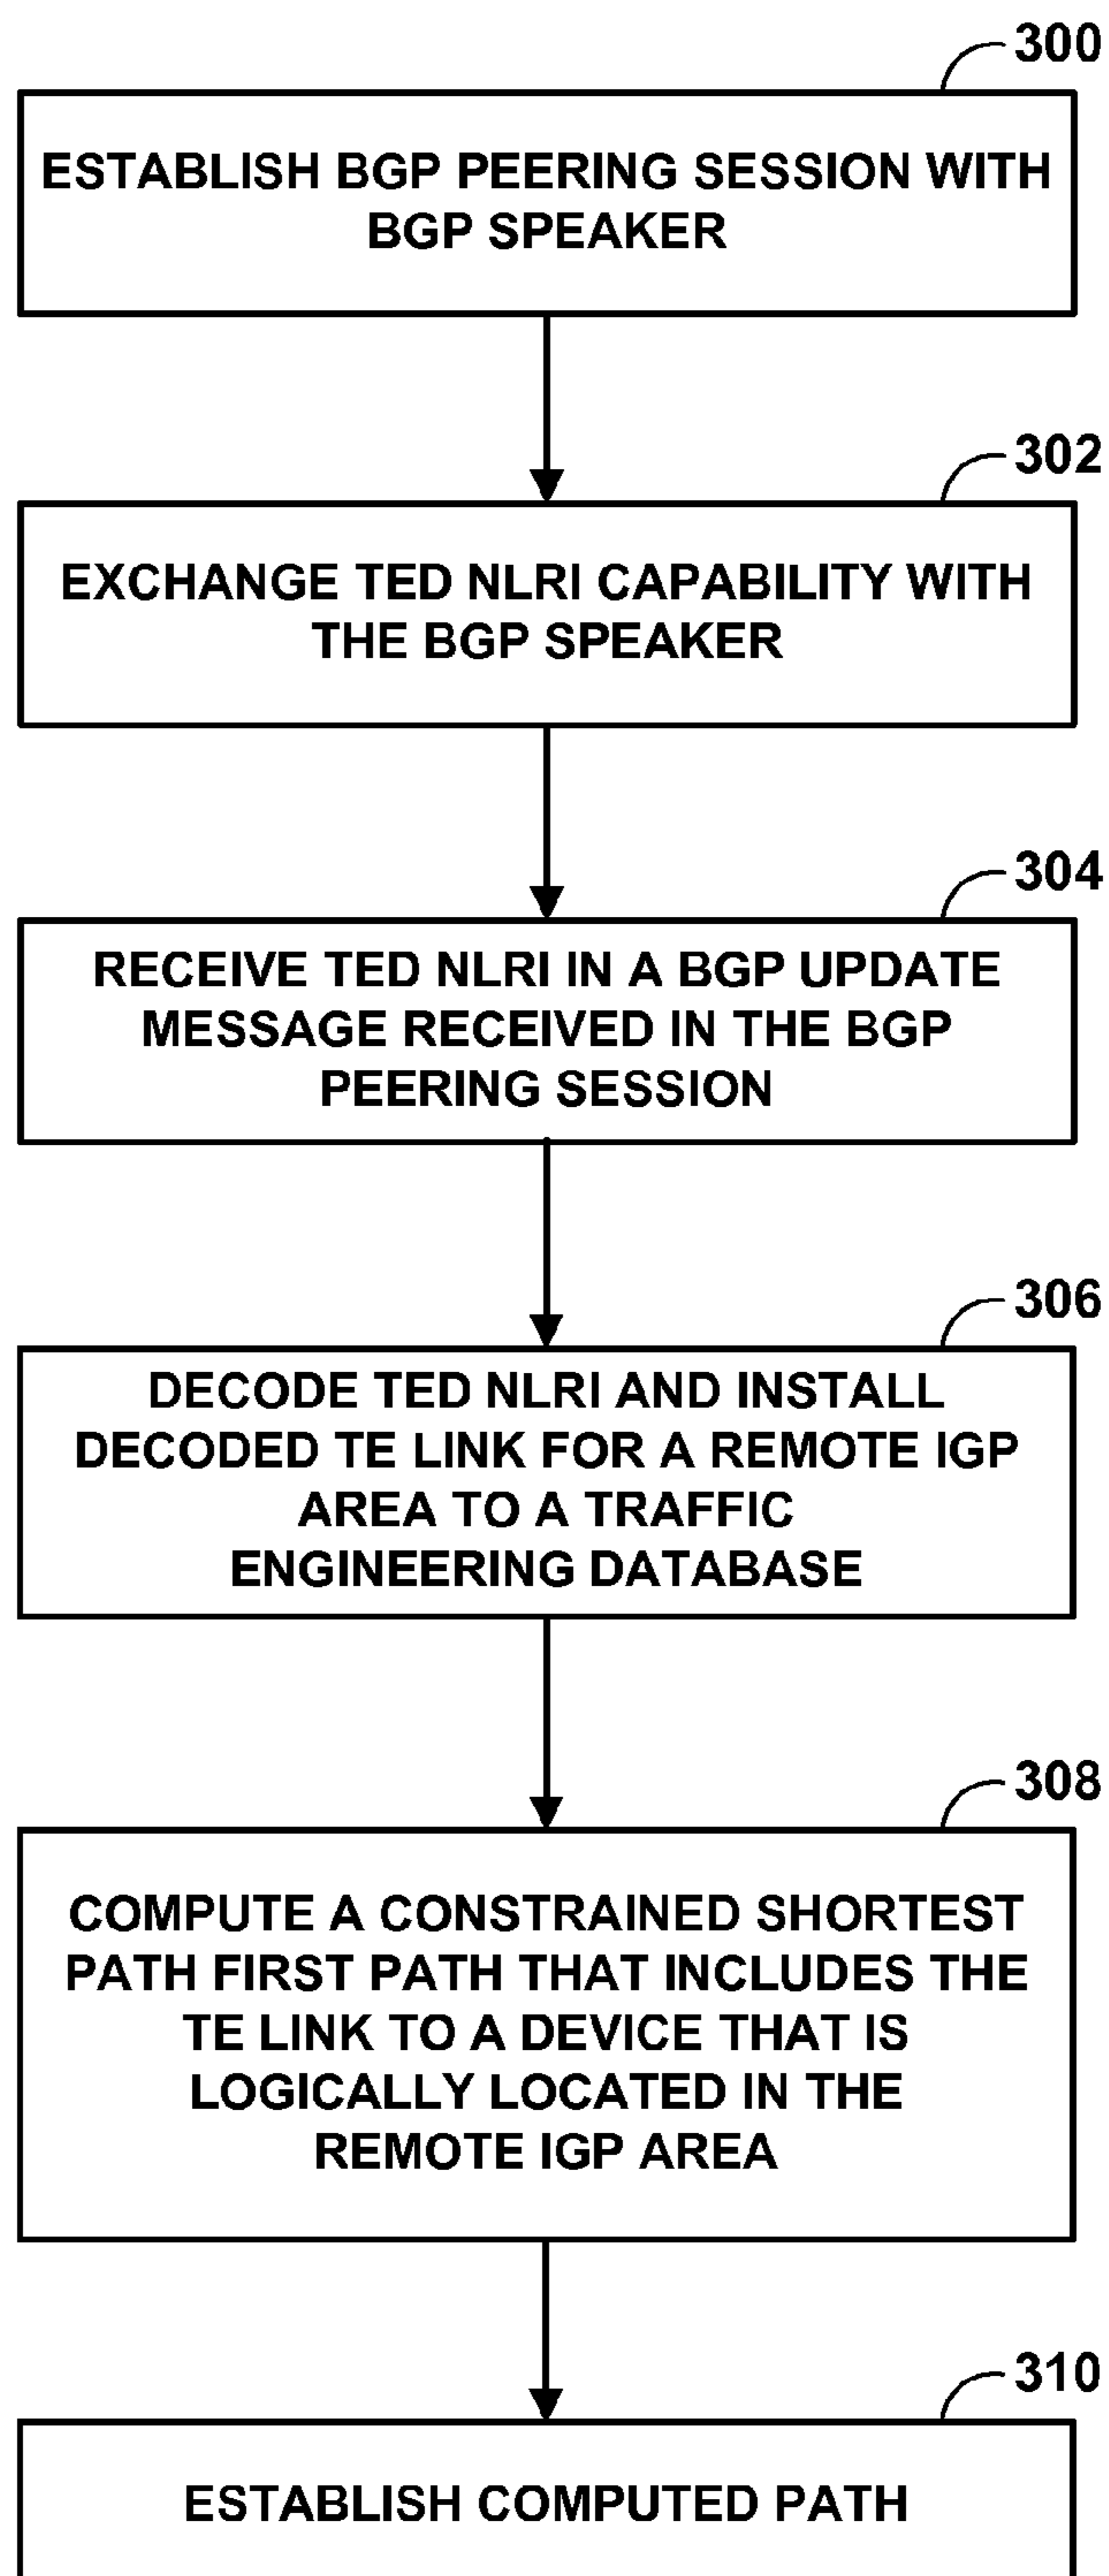 300
ESTABLISH BGP PEERING SESSION WITH
BGP SPEAKER
302
EXCHANGE TED NLRI CAPABILITY WITH
THE BGP SPEAKER
304
RECEIVE TED NLRI IN A BGP UPDATE
MESSAGE RECEIVED IN THE BGP
PEERING SESSION
306
DECODE TED NLRI AND INSTALL
DECODED TE LINK FOR A REMOTE IGP
AREA TO A TRAFFIC
ENGINEERING DATABASE
308
COMPUTE A CONSTRAINED SHORTEST
PATH FIRST PATH THAT INCLUDES THE
TE LINK TO A DEVICE THAT IS
LOGICALLY LOCATED IN THE
REMOTE IGP AREA
310
ESTABLISH COMPUTED PATH